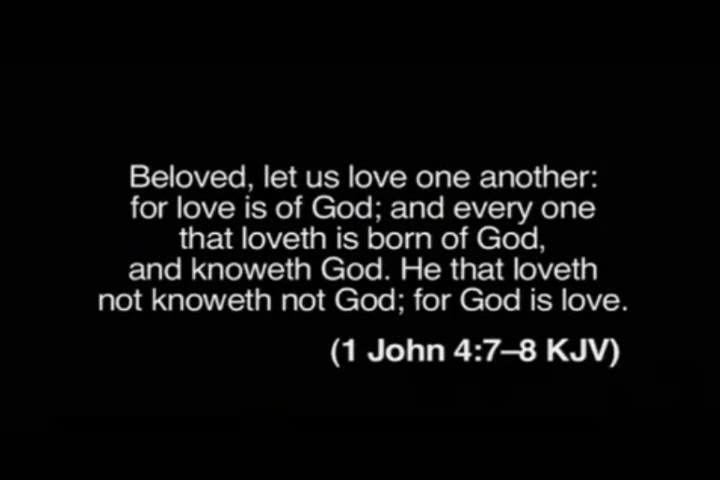 Beloved, let us love one another:
for love is of God; and every one
that loveth is born of God,
and knoweth God. He that loveth
not knoweth not God; for God is love.
(1 John 4:7–8 KJV)